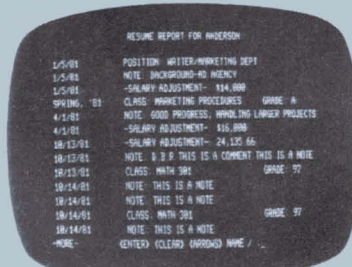 RESUME REPORT FOR ANDERSON
1/5/81 POSITION: WRITER/MARKETING DEPT
1/5/81 NOTE: BACKGROUND-AD AGENCY
1/5/81 -SALARY ADJUSTMENT- $14,000
SPRING, '81 CLASS: MARKETING PROCEDURES GRADE: A
4/1/81 NOTE: GOOD PROGRESS, HANDLING LARGER PROJECTS
4/1/81 -SALARY ADJUSTMENT- $16,000
10/13/81 -SALARY ADJUSTMENT- 24,135.66
10/13/81 NOTE: THIS IS A COMMENT THIS IS A NOTE
10/13/81 CLASS: MATH 301 GRADE: 97
10/14/81 NOTE: THIS IS A NOTE
10/14/81 NOTE: THIS IS A NOTE
10/14/81 CLASS: MATH 301 GRADE: 97
10/14/81 NOTE: THIS IS A NOTE
-MORE- <ENTER> <CLEAR> <ARROWS> NAME /